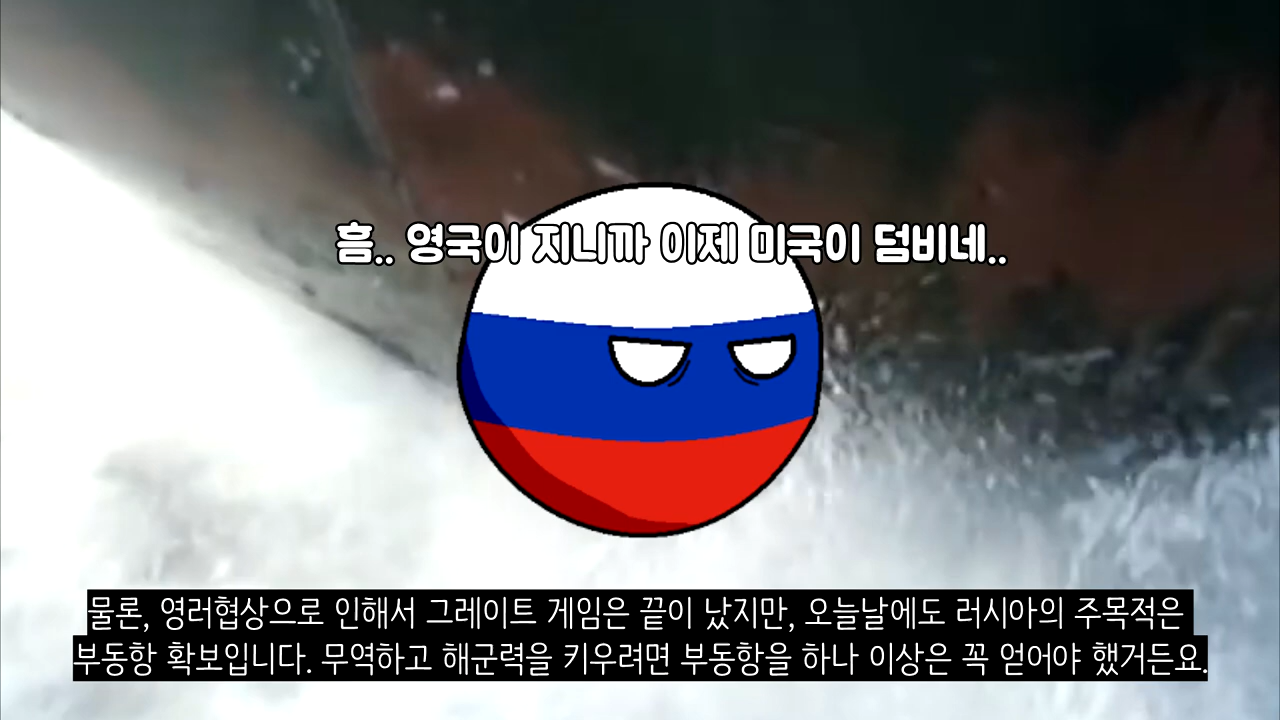 흠.. 영국이 지니까 이제 미국이 덤비네..
물론, 영러협상으로 인해서 그레이트 게임은 끝이 났지만, 오늘날에도 러시아의 주목적은
부동항 확보입니다. 무역하고 해군력을 키우려면 부동항을 하나 이상은 꼭 얻어야 했거든요.